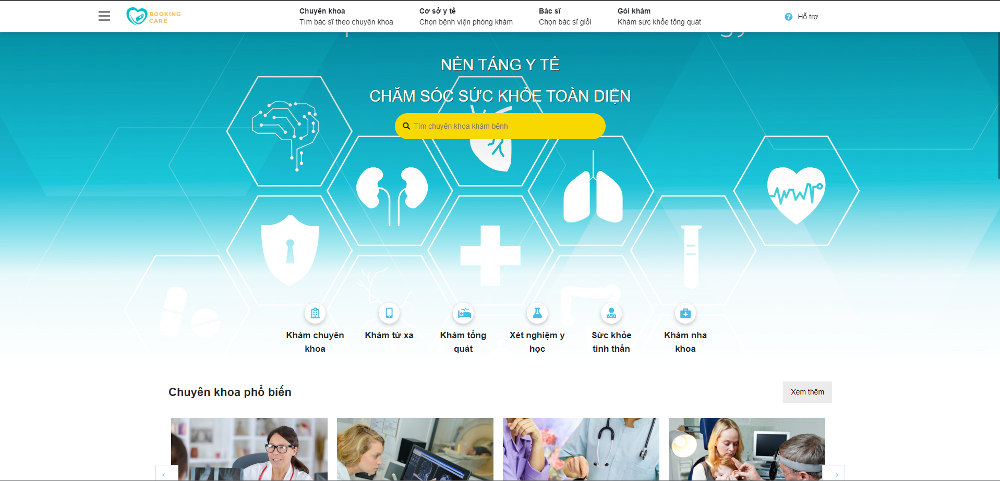 BOOKING
CARE
Chuyên khoa
Tìm bác sĩ theo chuyên khoa
Cơ sở y tế
Chọn bệnh viện phòng khám
Bác sĩ
Chọn bác sĩ giỏi
Gói khám
Khám sức khỏe tổng quát
Hỗ trợ
NỀN TẢNG Y TẾ
CHĂM SÓC SỨC KHỎE TOÀN DIỆN
Tìm chuyên khoa khám bệnh
Khám chuyên
khoa
Khám từ xa
Khám tổng
quát
Xét nghiệm y
học
Sức khỏe
tinh thần
Khám nha
khoa
Chuyên khoa phổ biến
Xem thêm